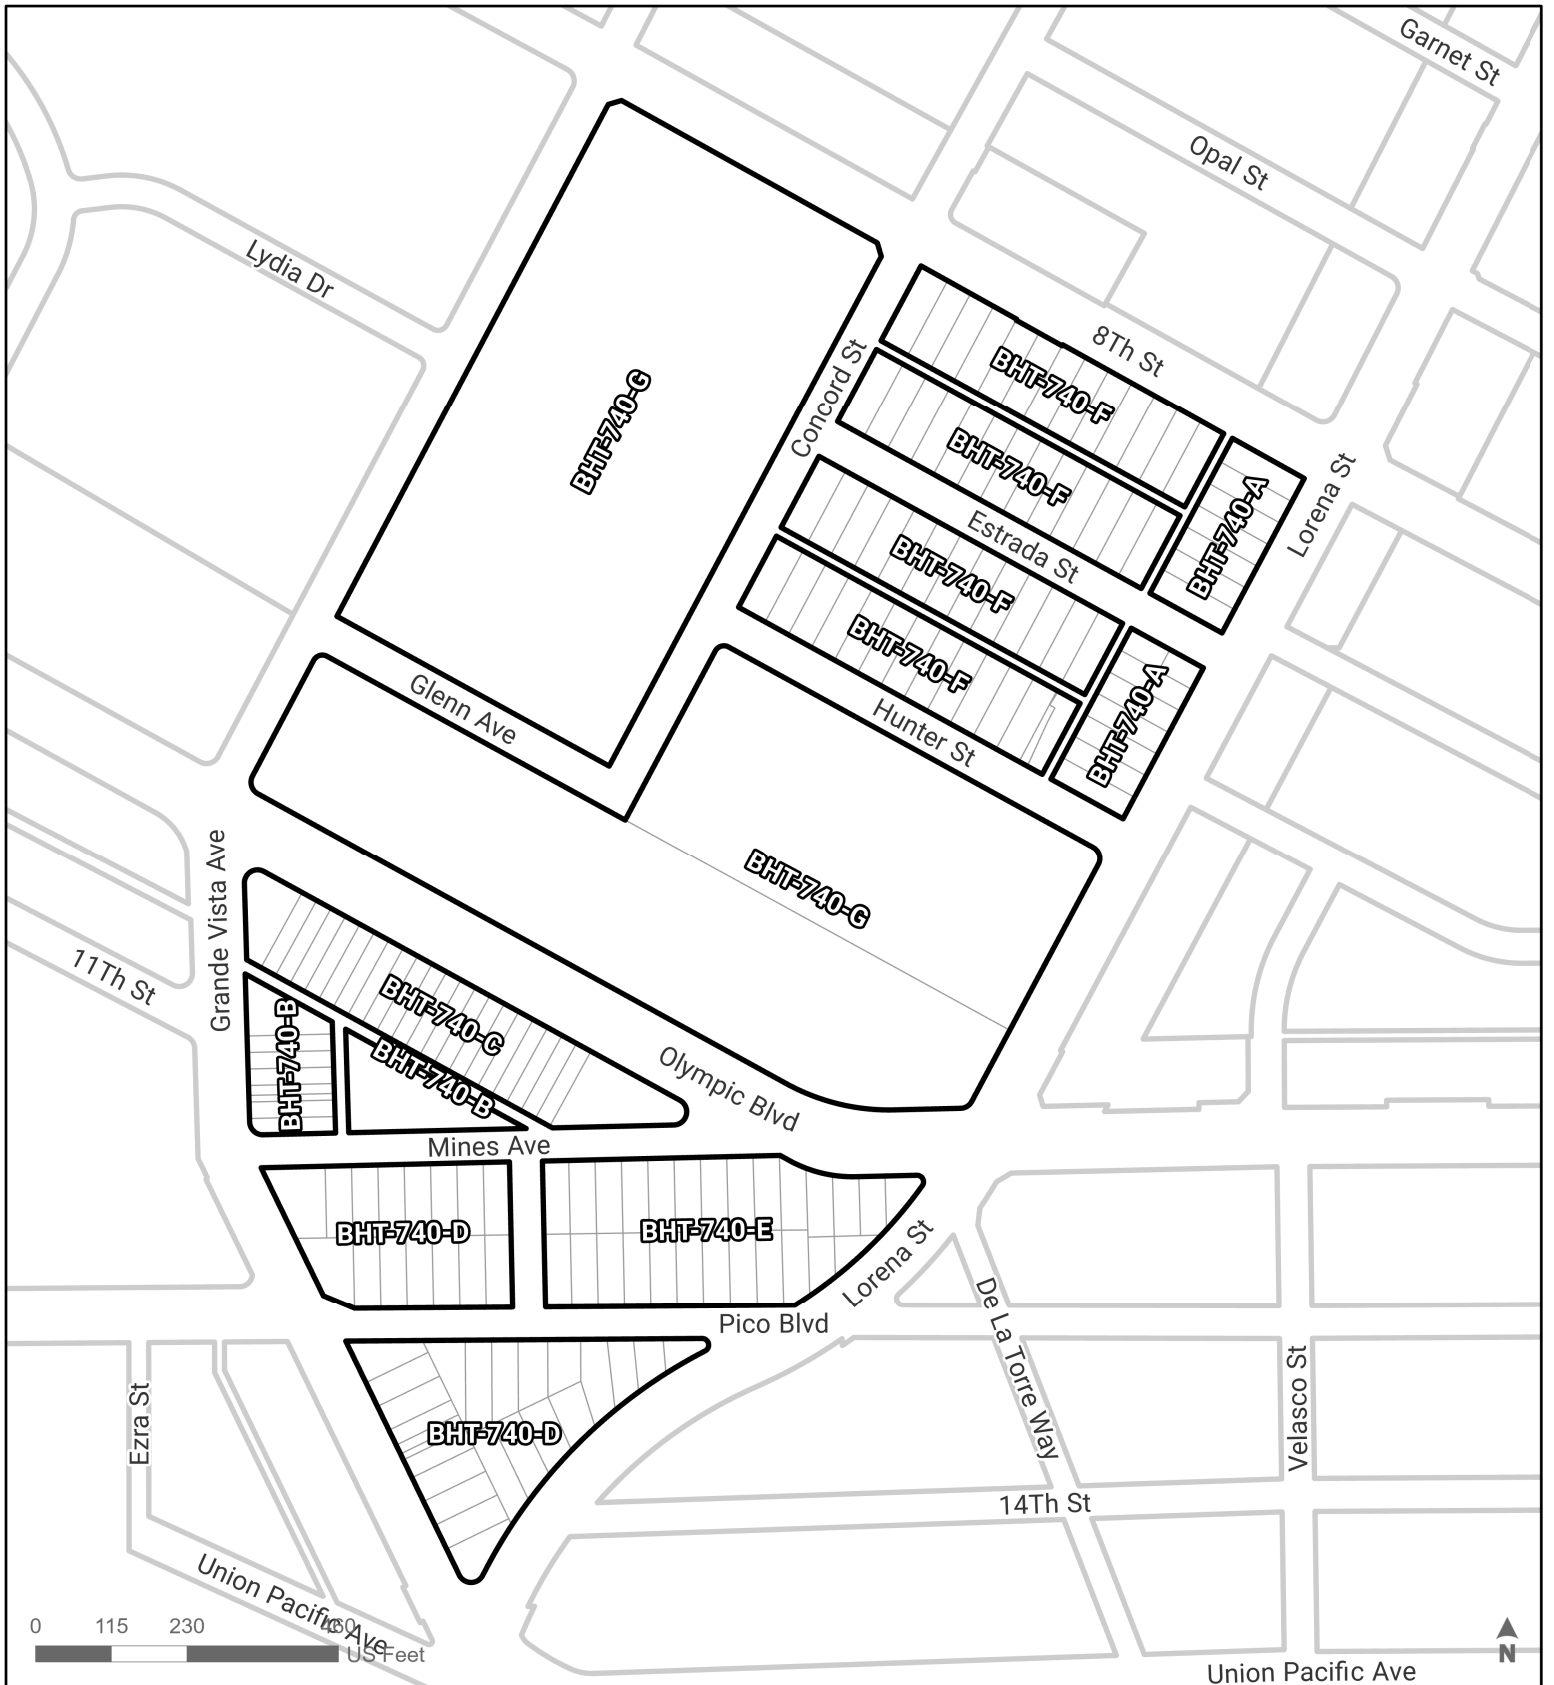 Garnet St
Opal St
Lydia Dr
8Th St
BHT-740-G
Concord St
BHT-740-F
BHT-740-F
Lorena St
BHT-740-A
Estrada St
BHT-740-F
BHT-740-F
BHT-740-A
Glenn Ave
Hunter St
BHT-740-G
Grande Vista Ave
11Th St
BHT-740-C
BHT-740-B
BHT-740-B
Olympic Blvd
Mines Ave
BHT-740-D
BHT-740-E
Lorena St
Pico Blvd
De La Torre Way
Velasco St
Ezra St
BHT-740-D
14Th St
Union Pacific Ave
0 115 230 460
US Feet
N
Union Pacific Ave